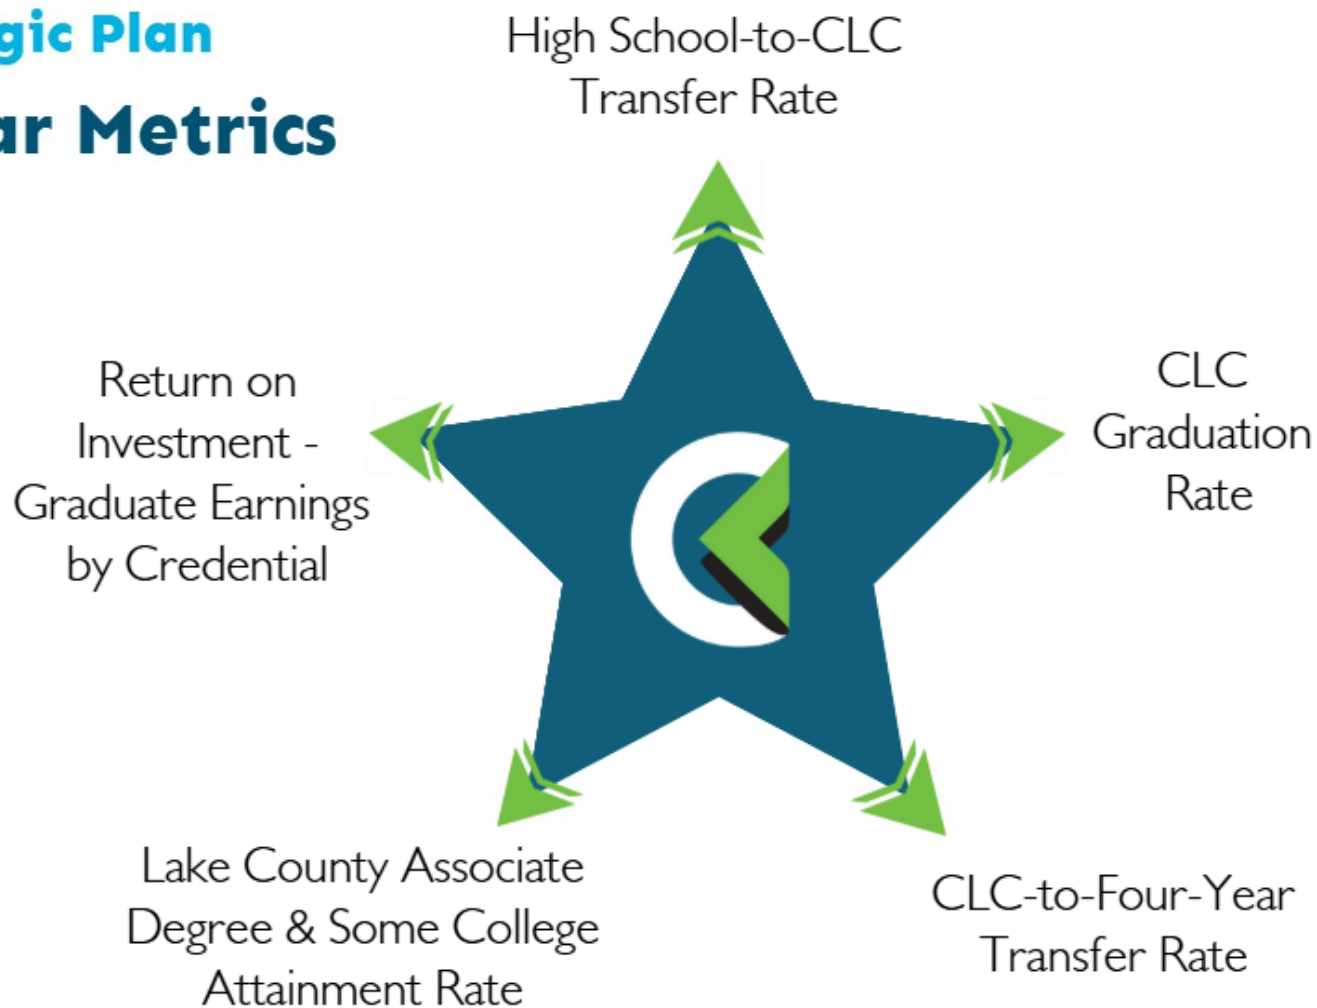 gic Plan
ar Metrics
High School-to-CLC
Transfer Rate
CLC
Graduation
Rate
CLC-to-Four-Year
Transfer Rate
Lake County Associate
Degree & Some College
Attainment Rate
Return on
Investment -
Graduate Earnings
by Credential